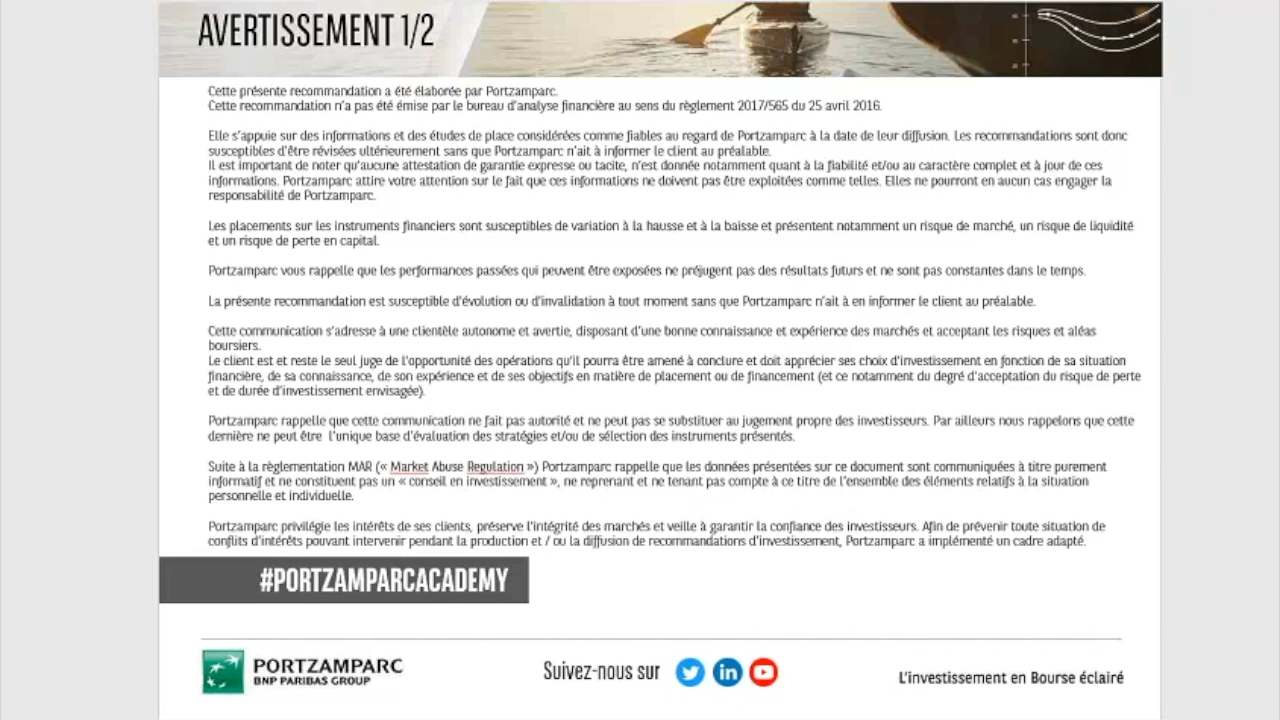 AVERTISSEMENT 1/2
Cette présente recommandation a été élaborée par Portzamparc.
Cette recommandation n'a pas été émise par le bureau d'analyse financière au sens du règlement 2017/565 du 25 avril 2016.
Elle s'appuie sur des informations et des études de place considérées comme fiables au regard de Portzamparc à la date de leur diffusion. Les recommandations sont donc
susceptibles d'être révisées ultérieurement sans que Portzamparc n'ait à informer le client au préalable.
Il est important de noter qu'aucune attestation de garantie expresse ou tacite, n'est donnée notamment quant à la fiabilité et/ou au caractère complet et à jour de ces
informations. Portzamparc attire votre attention sur le fait que ces informations ne doivent pas être exploitées comme telles. Elles ne pourront en aucun cas engager la
responsabilité de Portzamparc.
Les placements sur les instruments financiers sont susceptibles de variation à la hausse et à la baisse et présentent notamment un risque de marché, un risque de liquidité
et un risque de perte en capital.
Portzamparc vous rappelle que les performances passées qui peuvent être exposées ne préjugent pas des résultats futurs et ne sont pas constantes dans le temps.
La présente recommandation est susceptible d'évolution ou d'invalidation à tout moment sans que Portzamparc n'ait à en informer le client au préalable.
Cette communication s'adresse à une clientèle autonome et avertie, disposant d'une bonne connaissance et expérience des marchés et acceptant les risques et aléas
boursiers.
Le client est et reste le seul juge de l'opportunité des opérations qu'il pourra être amené à conclure et doit apprécier ses choix d'investissement en fonction de sa situation
financière, de sa connaissance, de son expérience et de ses objectifs en matière de placement ou de financement (et ce notamment du degré d'acceptation du risque de perte
et de durée d'investissement envisagée).
Portzamparc rappelle que cette communication ne fait pas autorité et ne peut pas se substituer au jugement propre des investisseurs. Par ailleurs nous rappelons que cette
dernière ne peut être l'unique base d'évaluation des stratégies et/ou de sélection des instruments présentés.
Suite à la règlementation MAR (« Market Abuse Regulation ») Portzamparc rappelle que les données présentées sur ce document sont communiquées à titre purement
informatif et ne constituent pas un « conseil en investissement », ne reprenant et ne tenant pas compte à ce titre de l'ensemble des éléments relatifs à la situation
personnelle et individuelle.
Portzamparc privilégie les intérêts de ses clients, préserve l'intégrité des marchés et veille à garantir la confiance des investisseurs. Afin de prévenir toute situation de
conflits d'intérêts pouvant intervenir pendant la production et / ou la diffusion de recommandations d'investissement, Portzamparc a implémenté un cadre adapté.
#PORTZAMPARCACADEMY
PORTZAMPARC
BNP PARIBAS GROUP
Suivez-nous sur
L'investissement en Bourse éclairé